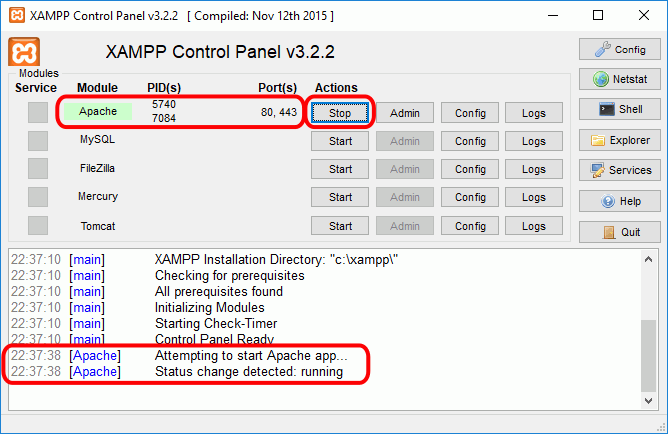 XAMPP Control Panel v3.2.2 [ Compiled: Nov 12th 2015 ]
XAMPP Control Panel v3.2.2
Config
Modules
Service Module PID(s) Port(s) Actions
Netstat
Apache 5740 7084 80, 443 Stop Admin Config Logs
Shell
MySQL Start Admin Config Logs
Explorer
FileZilla Start Admin Config Logs
Services
Mercury Start Admin Config Logs
Help
Tomcat Start Admin Config Logs
Quit
22:37:10 [main] XAMPP Installation Directory: "c:\xampp\"
22:37:10 [main] Checking for prerequisites
22:37:10 [main] All prerequisites found
22:37:10 [main] Initializing Modules
22:37:10 [main] Starting Check-Timer
22:37:10 [main] Control Panel Ready
22:37:38 [Apache] Attempting to start Apache app...
22:37:38 [Apache] Status change detected: running